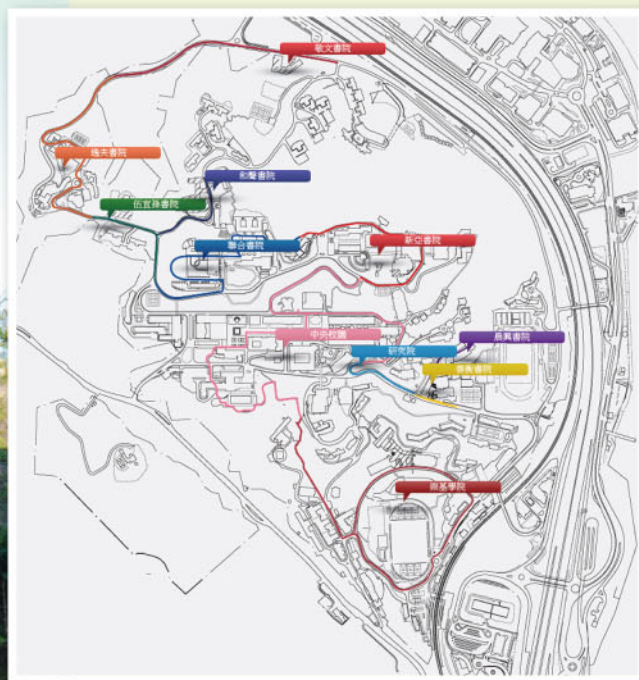 敬文書院
逸夫書院
和聲書院
伍宜孫書院
聯合書院
新亞書院
中央校園
晨興書院
研究院
善衡書院
崇基學院